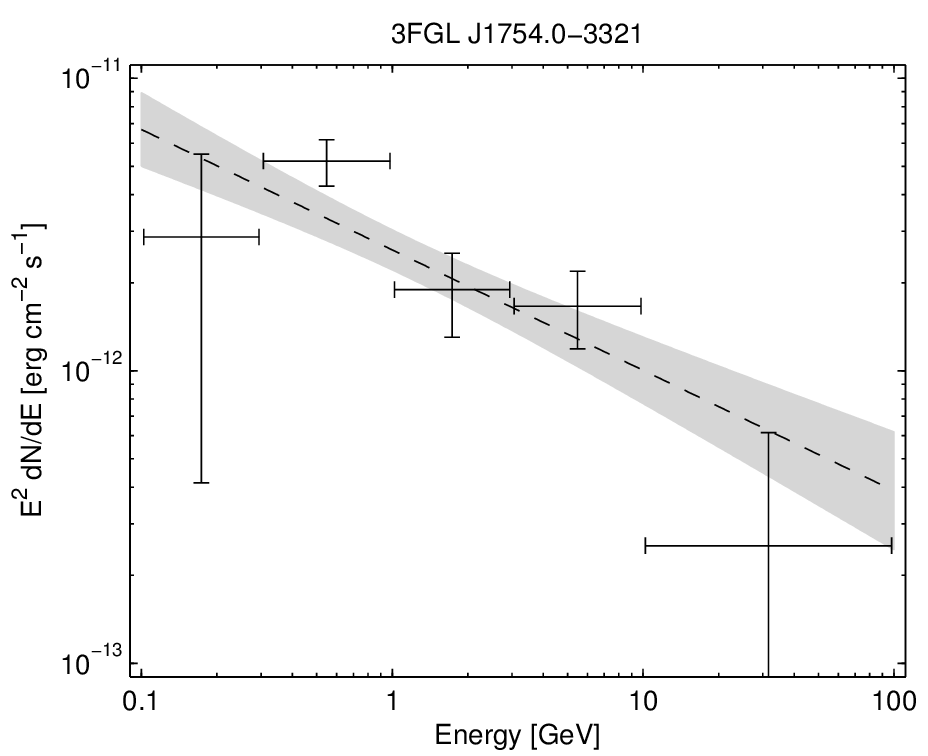 3FGL J1754.0−3321
10⁻¹¹
10⁻¹²
10⁻¹³
E² dN/dE [erg cm⁻² s⁻¹]
0.1 1 10 100
Energy [GeV]